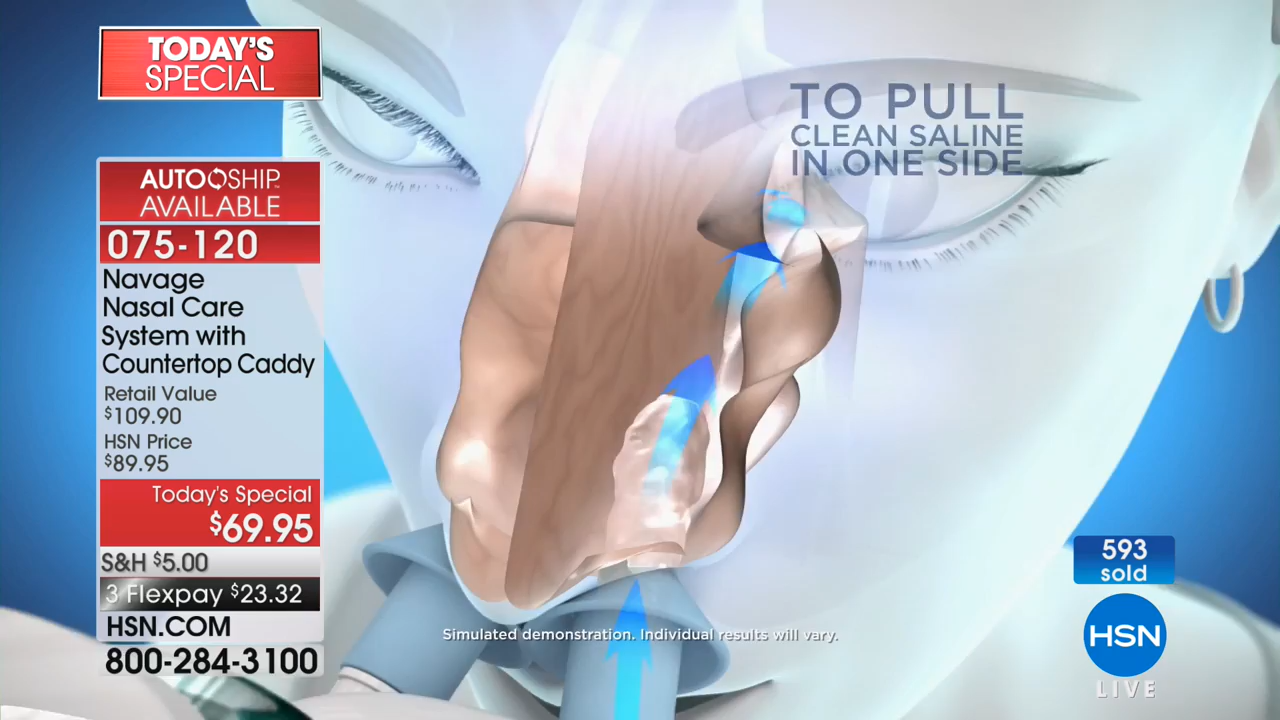 TODAY'S
SPECIAL
AUTOSHIP™
AVAILABLE
075-120
Navage
Nasal Care
System with
Countertop Caddy
Retail Value
$109.90
HSN Price
$89.95
Today's Special
$69.95
S&H $5.00
3 Flexpay $23.32
HSN.COM
800-284-3100
TO PULL
CLEAN SALINE
IN ONE SIDE
Simulated demonstration. Individual results will vary.
593
sold
HSN
LIVE